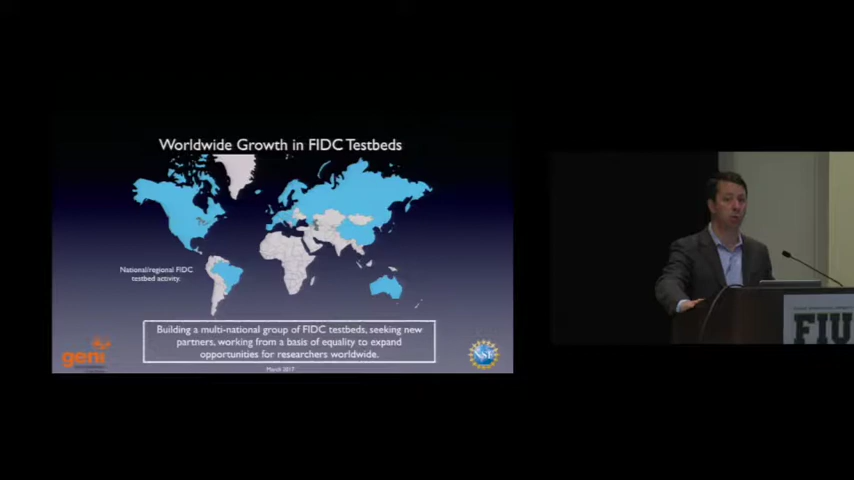 Worldwide Growth in FIDC Testbeds
National/regional FIDC
testbed activity.
Building a multi-national group of FIDC testbeds, seeking new
partners, working from a basis of equality to expand
opportunities for researchers worldwide.
geni
NSF
March 2017
FIU